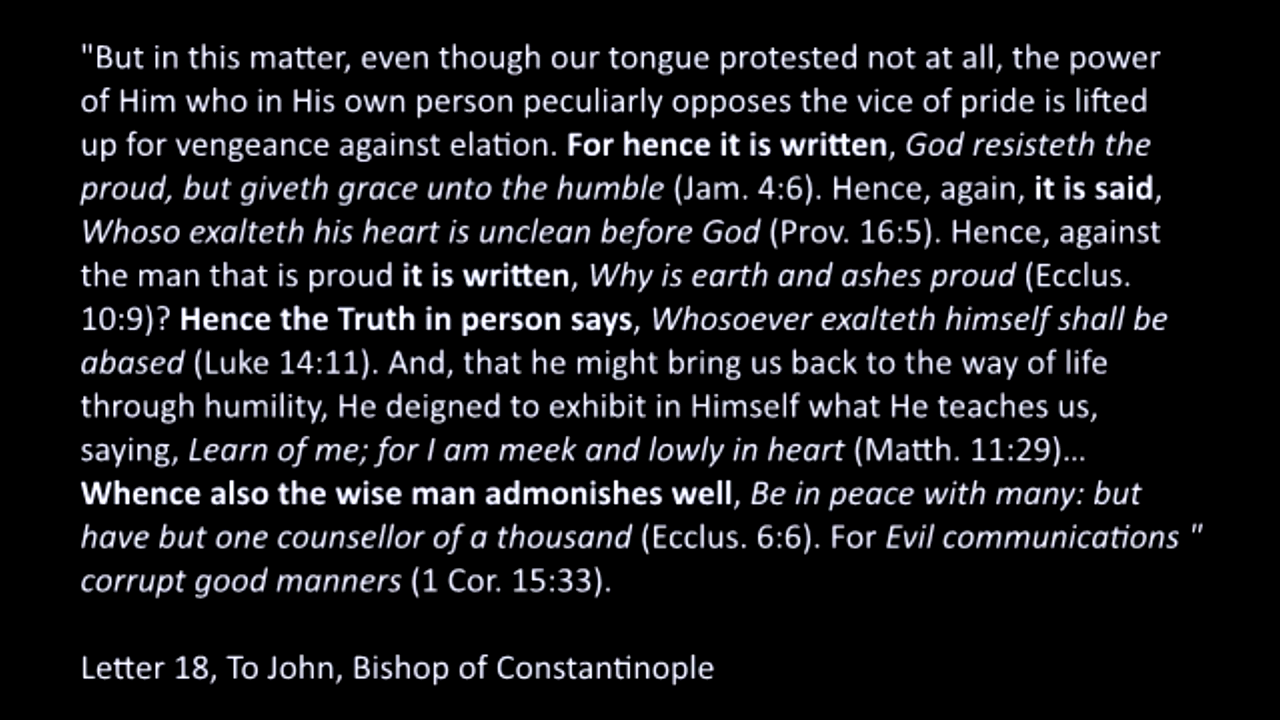 "But in this matter, even though our tongue protested not at all, the power
of Him who in His own person peculiarly opposes the vice of pride is lifted
up for vengeance against elation. For hence it is written, God resisteth the
proud, but giveth grace unto the humble (Jam. 4:6). Hence, again, it is said,
Whoso exalteth his heart is unclean before God (Prov. 16:5). Hence, against
the man that is proud it is written, Why is earth and ashes proud (Ecclus.
10:9)? Hence the Truth in person says, Whosoever exalteth himself shall be
abased (Luke 14:11). And, that he might bring us back to the way of life
through humility, He deigned to exhibit in Himself what He teaches us,
saying, Learn of me; for I am meek and lowly in heart (Matth. 11:29)...
Whence also the wise man admonishes well, Be in peace with many: but
have but one counsellor of a thousand (Ecclus. 6:6). For Evil communications "
corrupt good manners (1 Cor. 15:33).
Letter 18, To John, Bishop of Constantinople